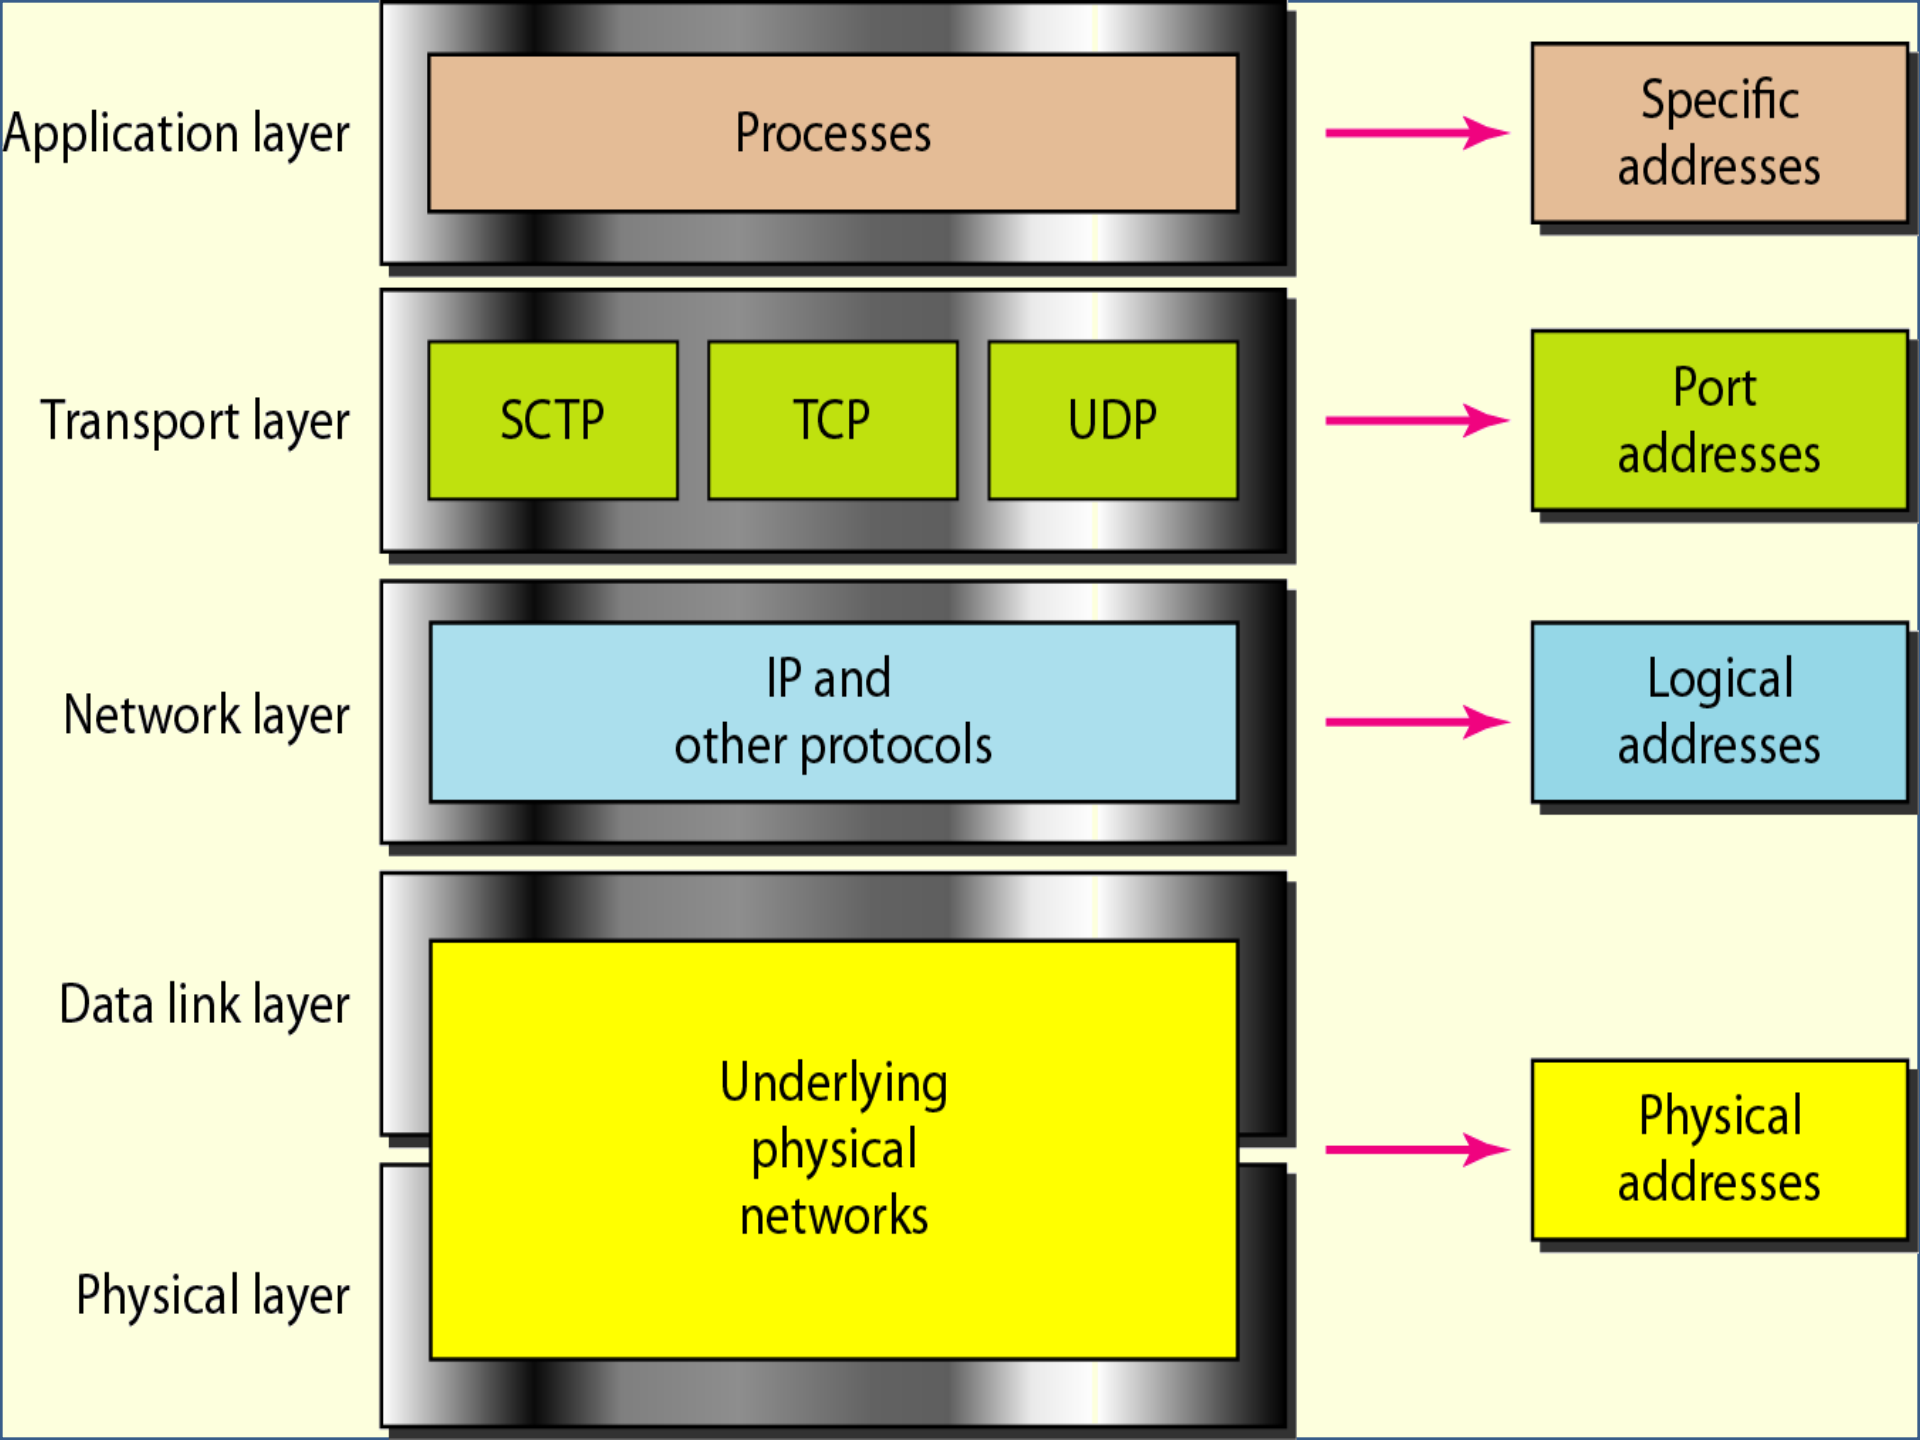 Application layer
Processes
Specific
addresses
Transport layer
SCTP
TCP
UDP
Port
addresses
Network layer
IP and
other protocols
Logical
addresses
Data link layer
Underlying
physical
networks
Physical
addresses
Physical layer